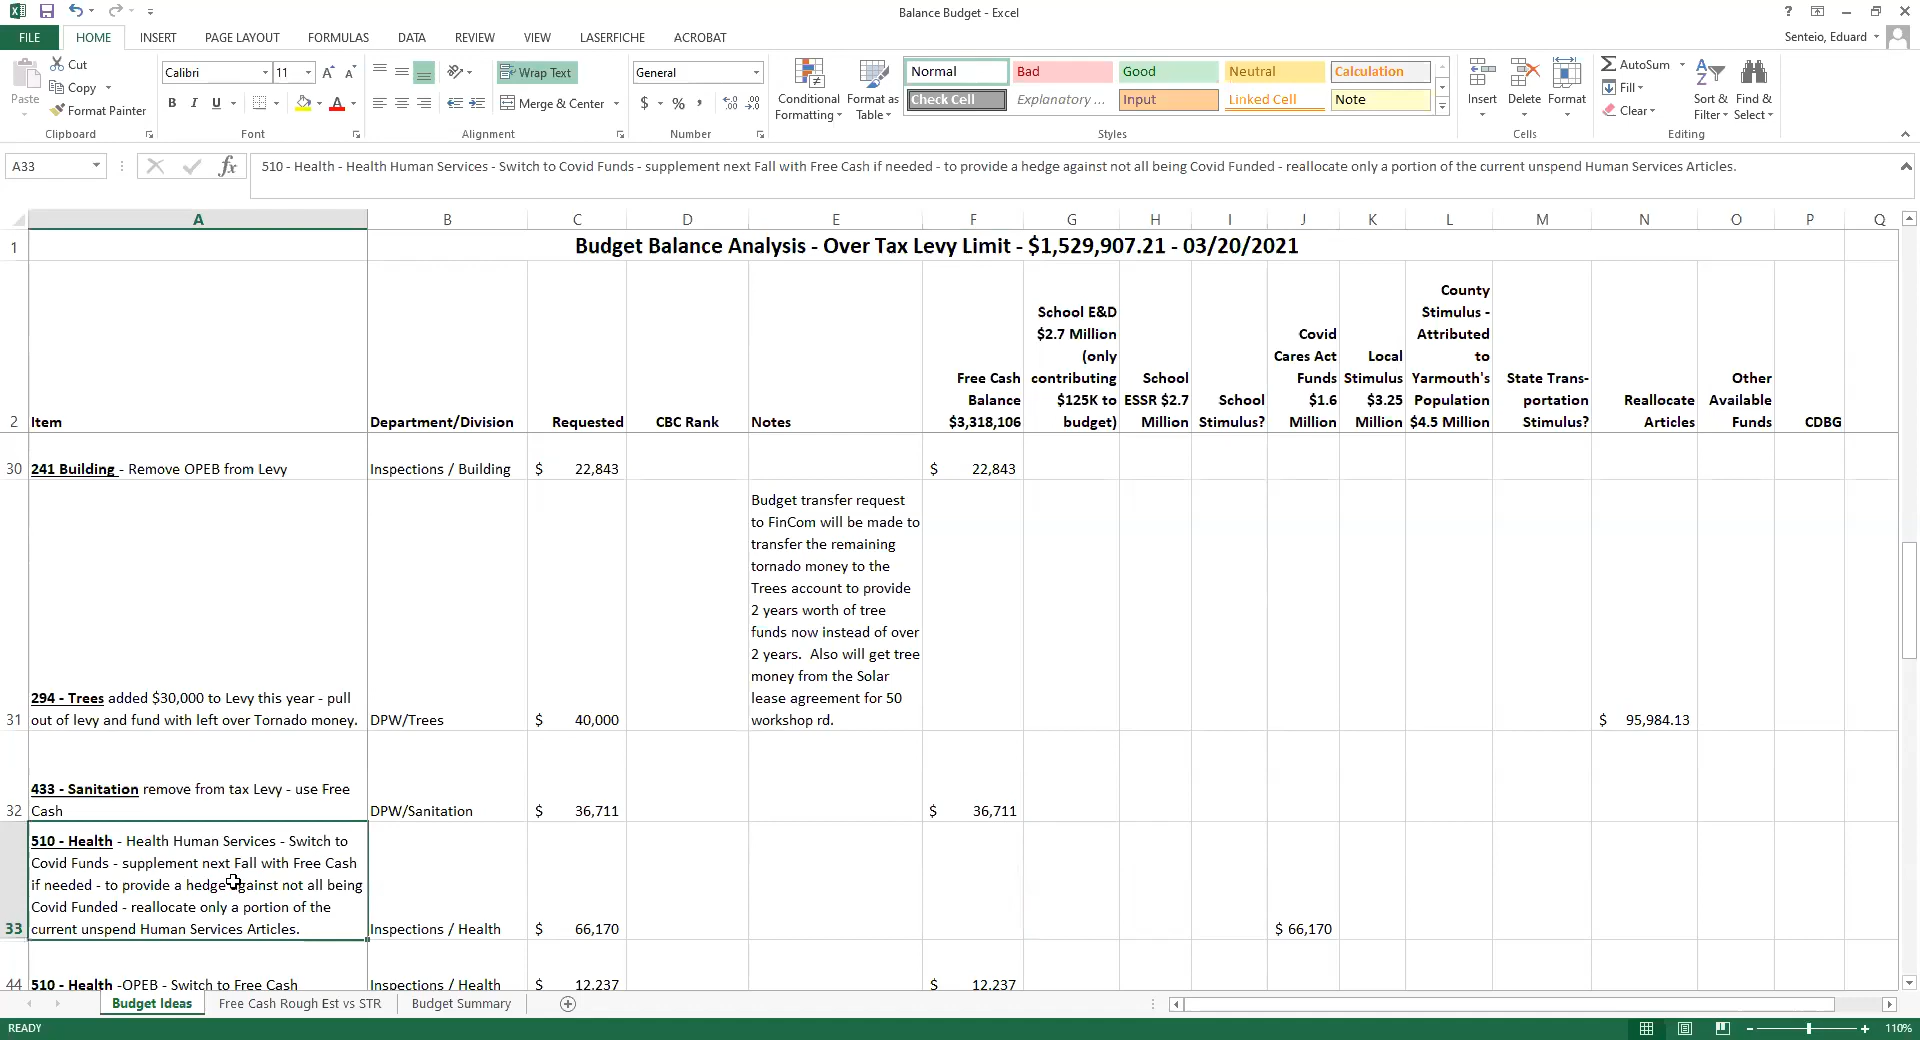 Balance Budget - Excel
?
FILE HOME INSERT PAGE LAYOUT FORMULAS DATA REVIEW VIEW LASERFICHE ACROBAT
Senteio, Eduard
Paste
Cut
Copy
Format Painter
Clipboard
Calibri 11
B I U
Font
Wrap Text
Merge & Center
Alignment
General
$ % ,
Number
Conditional Formatting
Format as Table
Normal Bad Good Neutral Calculation
Check Cell Explanatory ... Input Linked Cell Note
Styles
Insert Delete Format
Cells
AutoSum
Fill
Clear
Sort & Filter
Find & Select
Editing
A33
fx
510 - Health - Health Human Services - Switch to Covid Funds - supplement next Fall with Free Cash if needed - to provide a hedge against not all being Covid Funded - reallocate only a portion of the current unspend Human Services Articles.
A B C D E F G H I J K L M N O P Q
1 Budget Balance Analysis - Over Tax Levy Limit - $1,529,907.21 - 03/20/2021
2
Item
Department/Division
Requested
CBC Rank
Notes
Free Cash
Balance
$3,318,106
School E&D
$2.7 Million
(only
contributing
$125K to
budget)
School
ESSR $2.7
Million
School
Stimulus?
Covid
Cares Act
Funds
$1.6
Million
Local
Stimulus
$3.25
Million
County
Stimulus -
Attributed
to
Yarmouth's
Population
$4.5 Million
State Trans-
portation
Stimulus?
Reallocate
Articles
Other
Available
Funds
CDBG
30 241 Building - Remove OPEB from Levy Inspections / Building $ 22,843 $ 22,843
Budget transfer request
to FinCom will be made to
transfer the remaining
tornado money to the
Trees account to provide
2 years worth of tree
funds now instead of over
2 years. Also will get tree
money from the Solar
lease agreement for 50
workshop rd.
294 - Trees added $30,000 to Levy this year - pull
31 out of levy and fund with left over Tornado money. DPW/Trees $ 40,000 $ 95,984.13
433 - Sanitation remove from tax Levy - use Free
32 Cash DPW/Sanitation $ 36,711 $ 36,711
510 - Health - Health Human Services - Switch to
Covid Funds - supplement next Fall with Free Cash
if needed - to provide a hedge against not all being
Covid Funded - reallocate only a portion of the
33 current unspend Human Services Articles. Inspections / Health $ 66,170 $ 66,170
44 510 - Health -OPEB - Switch to Free Cash Inspections / Health $ 12,237 $ 12,237
Budget Ideas Free Cash Rough Est vs STR Budget Summary
READY
110%